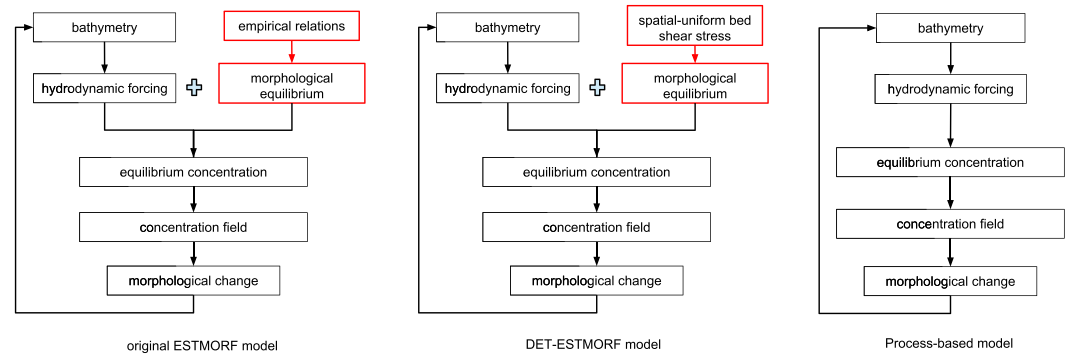 bathymetry
empirical relations
hydrodynamic forcing
morphological
equilibrium
equilibrium concentration
concentration field
morphological change
original ESTMORF model
bathymetry
spatial-uniform bed
shear stress
hydrodynamic forcing
morphological
equilibrium
equilibrium concentration
concentration field
morphological change
DET-ESTMORF model
bathymetry
hydrodynamic forcing
equilibrium concentration
concentration field
morphological change
Process-based model